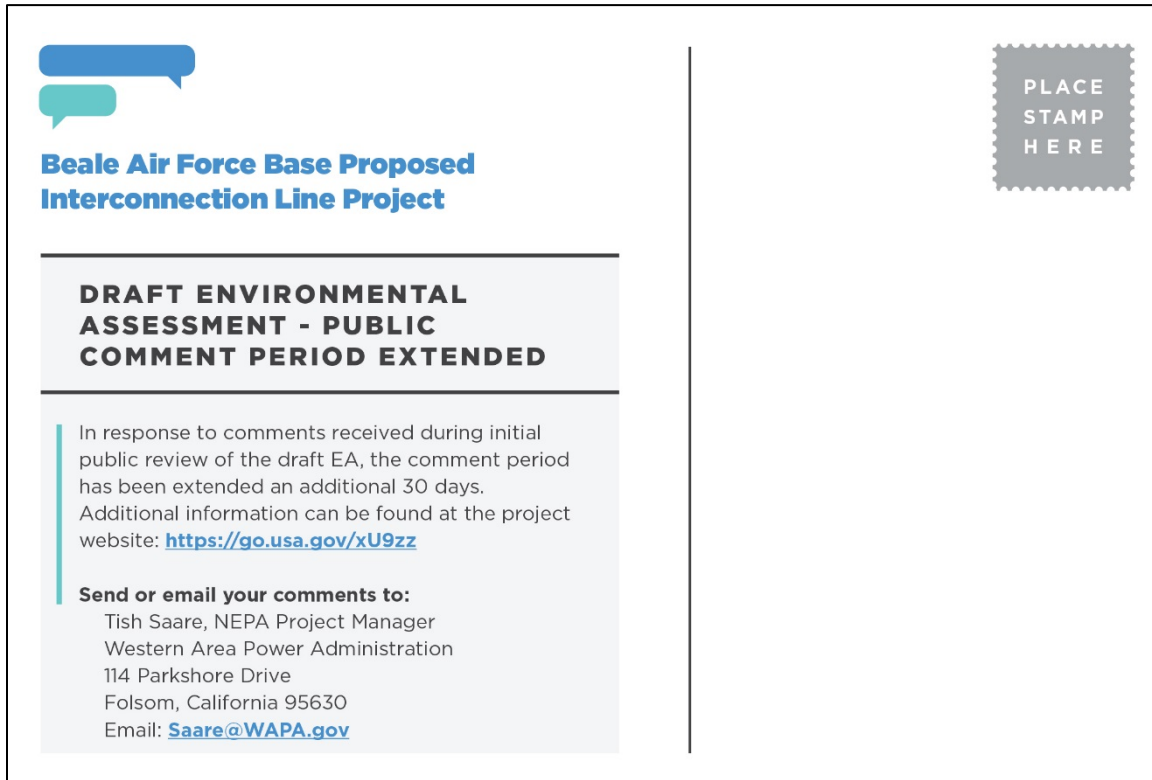 Beale Air Force Base Proposed
Interconnection Line Project
DRAFT ENVIRONMENTAL
ASSESSMENT - PUBLIC
COMMENT PERIOD EXTENDED
In response to comments received during initial
public review of the draft EA, the comment period
has been extended an additional 30 days.
Additional information can be found at the project
website: https://go.usa.gov/xU9zz
Send or email your comments to:
Tish Saare, NEPA Project Manager
Western Area Power Administration
114 Parkshore Drive
Folsom, California 95630
Email: Saare@WAPA.gov
PLACE
STAMP
HERE